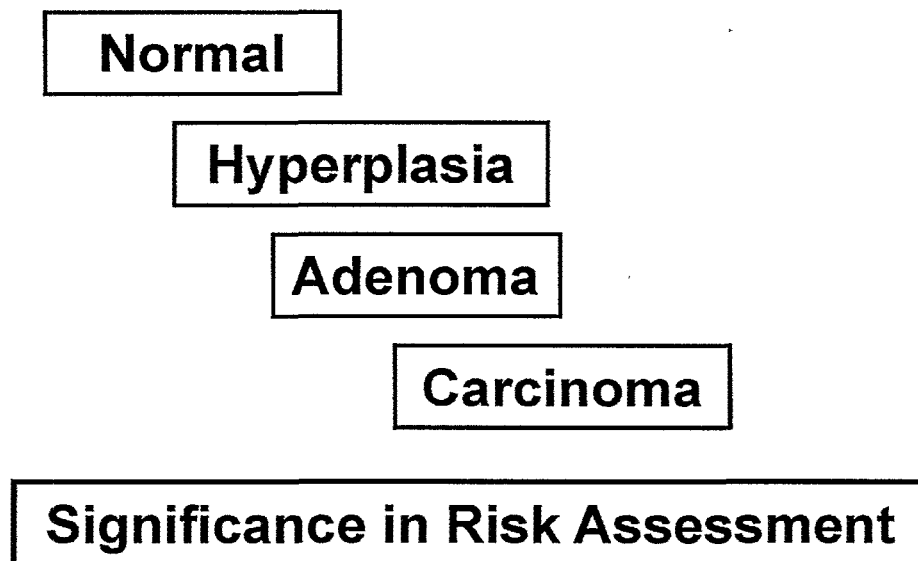 Normal
Hyperplasia
Adenoma
Carcinoma
Significance in Risk Assessment